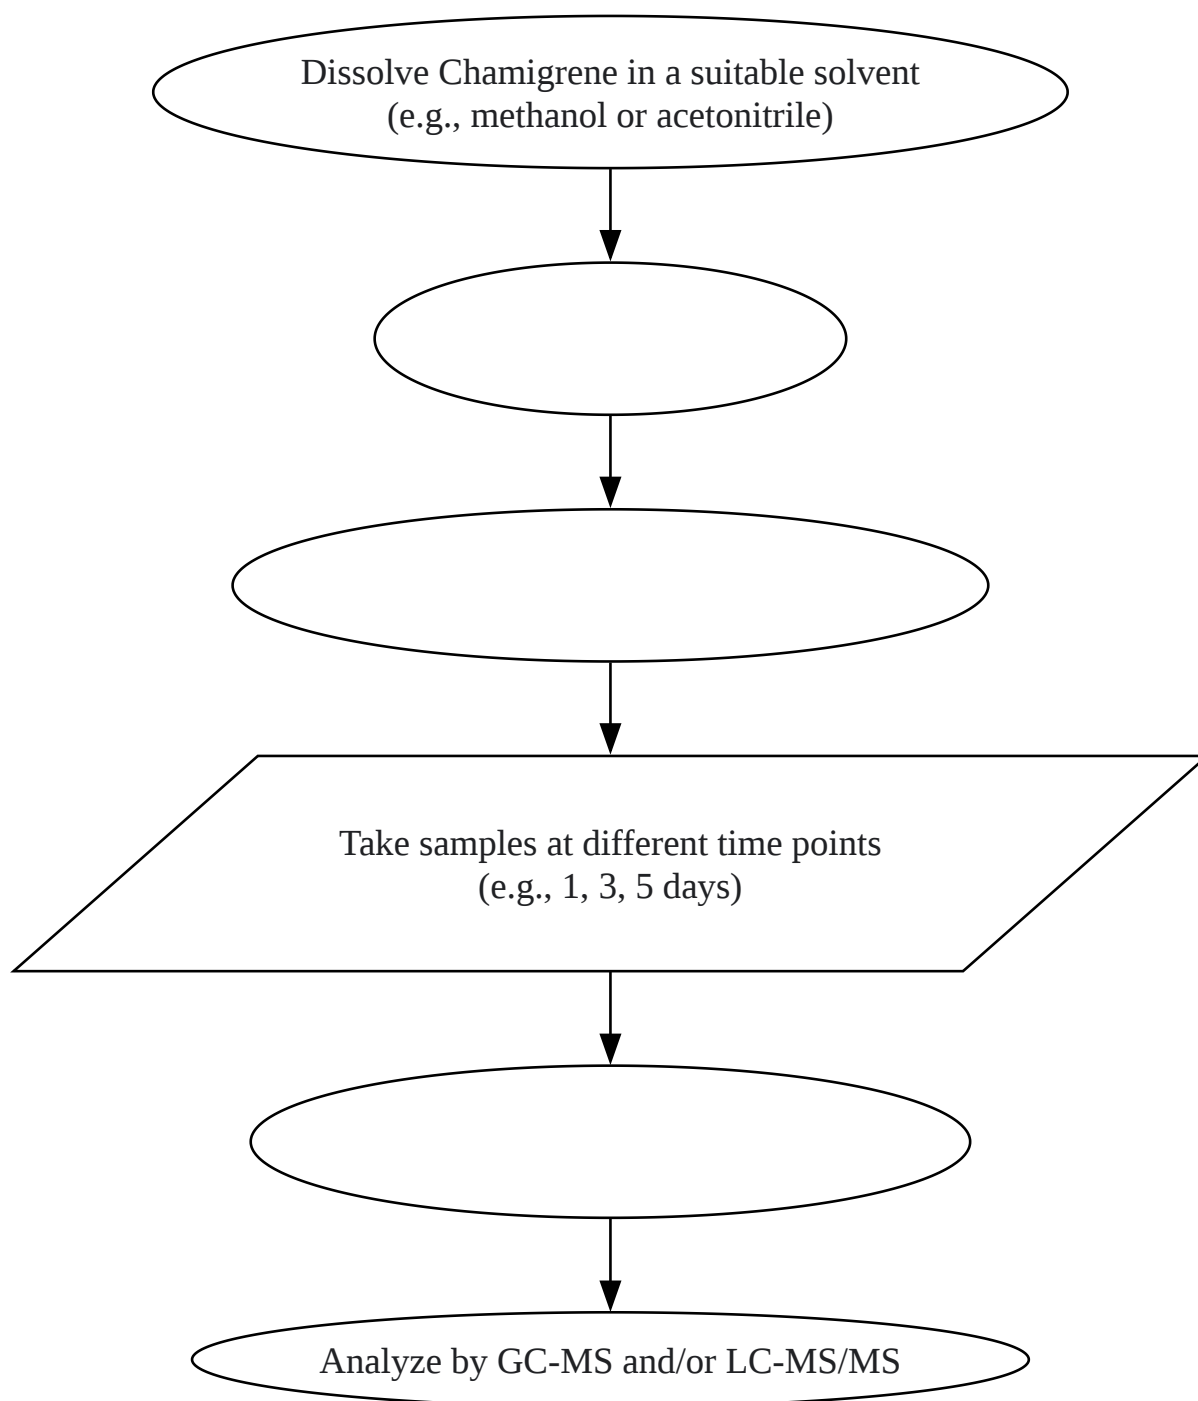 Dissolve Chamigrene in a suitable solvent
(e.g., methanol or acetonitrile)
Take samples at different time points
(e.g., 1, 3, 5 days)
Analyze by GC-MS and/or LC-MS/MS